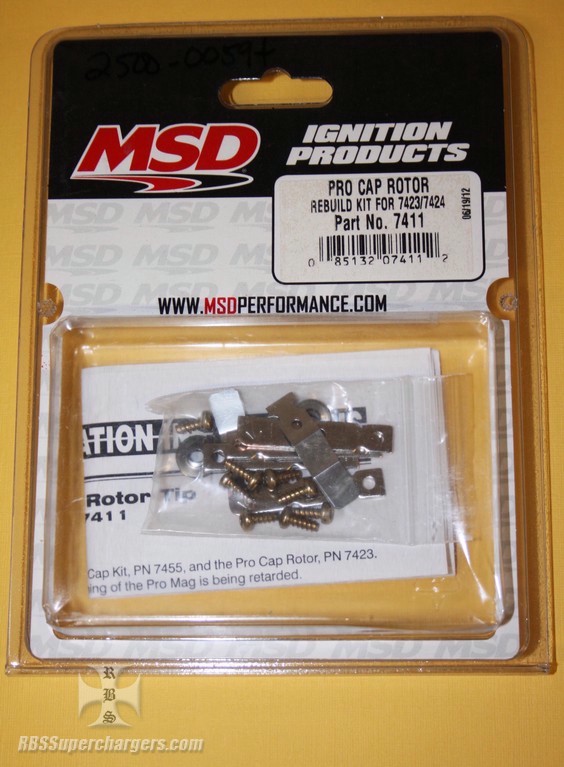 2500-0059+
MSD
IGNITION
PRODUCTS
PRO CAP ROTOR
REBUILD KIT FOR 7423/7424
Part No. 7411
06/19/12
0 85132 07411 2
WWW.MSDPERFORMANCE.COM
Rotor Tip
7411
Cap Kit, PN 7455, and the Pro Cap Rotor, PN 7423.
of the Pro Mag is being retarded.
RBS
RBSSuperchargers.com